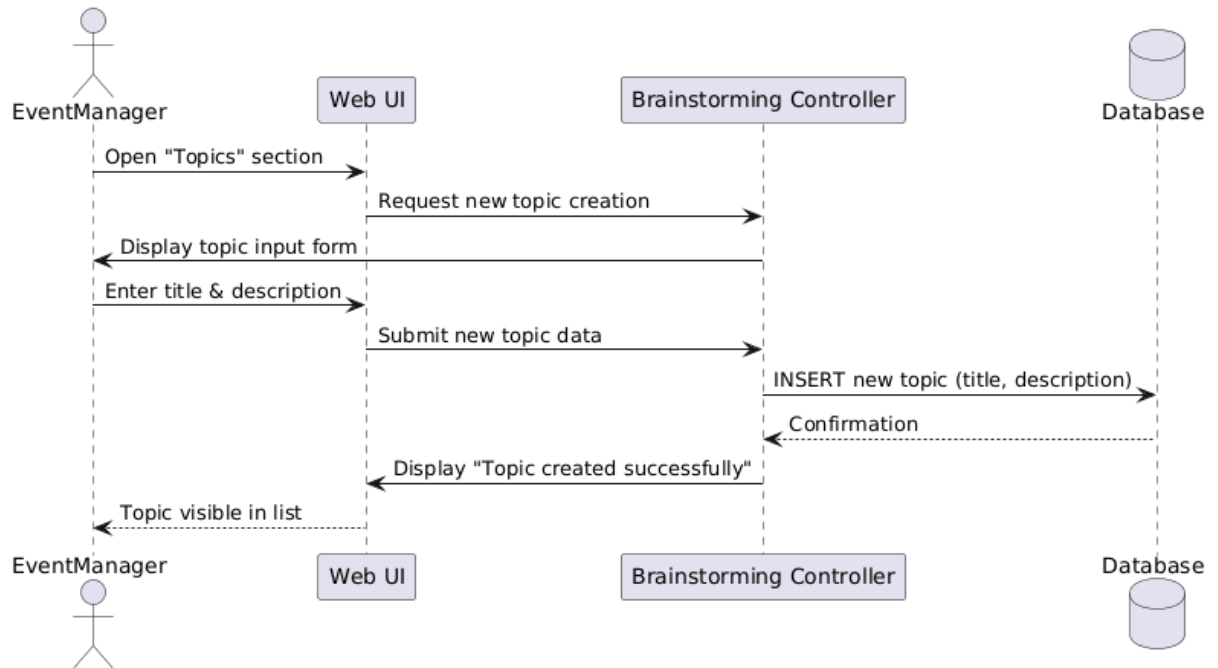 EventManager
Web UI
Brainstorming Controller
Database
Open "Topics" section
Request new topic creation
Display topic input form
Enter title & description
Submit new topic data
INSERT new topic (title, description)
Confirmation
Display "Topic created successfully"
Topic visible in list
EventManager
Web UI
Brainstorming Controller
Database